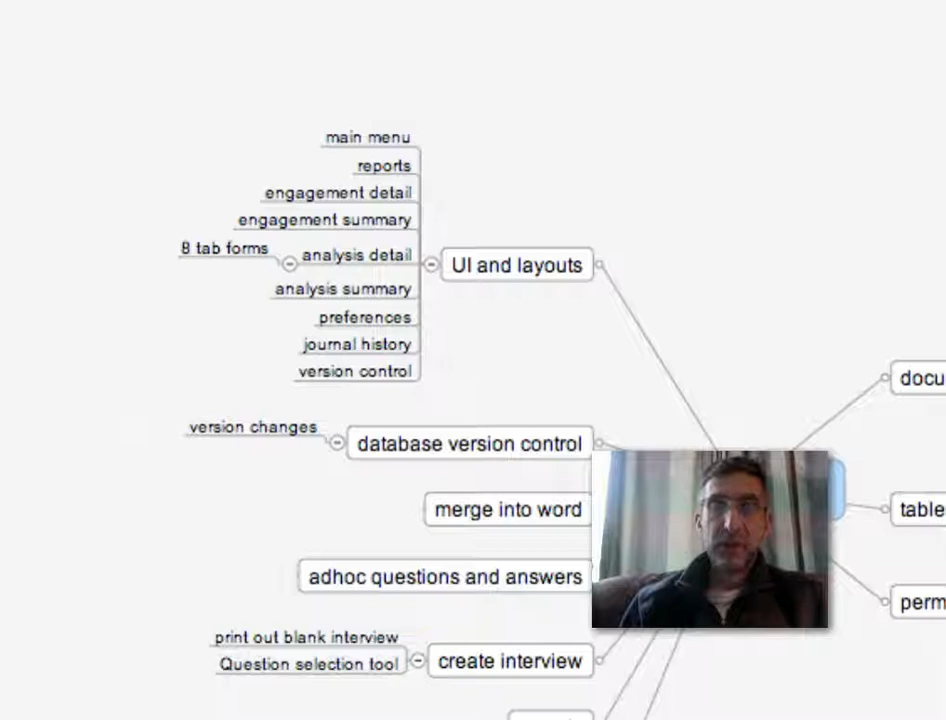 main menu
reports
engagement detail
engagement summary
8 tab forms
analysis detail
UI and layouts
analysis summary
preferences
journal history
version control
docu
version changes
database version control
merge into word
table
adhoc questions and answers
perm
print out blank interview
Question selection tool
create interview